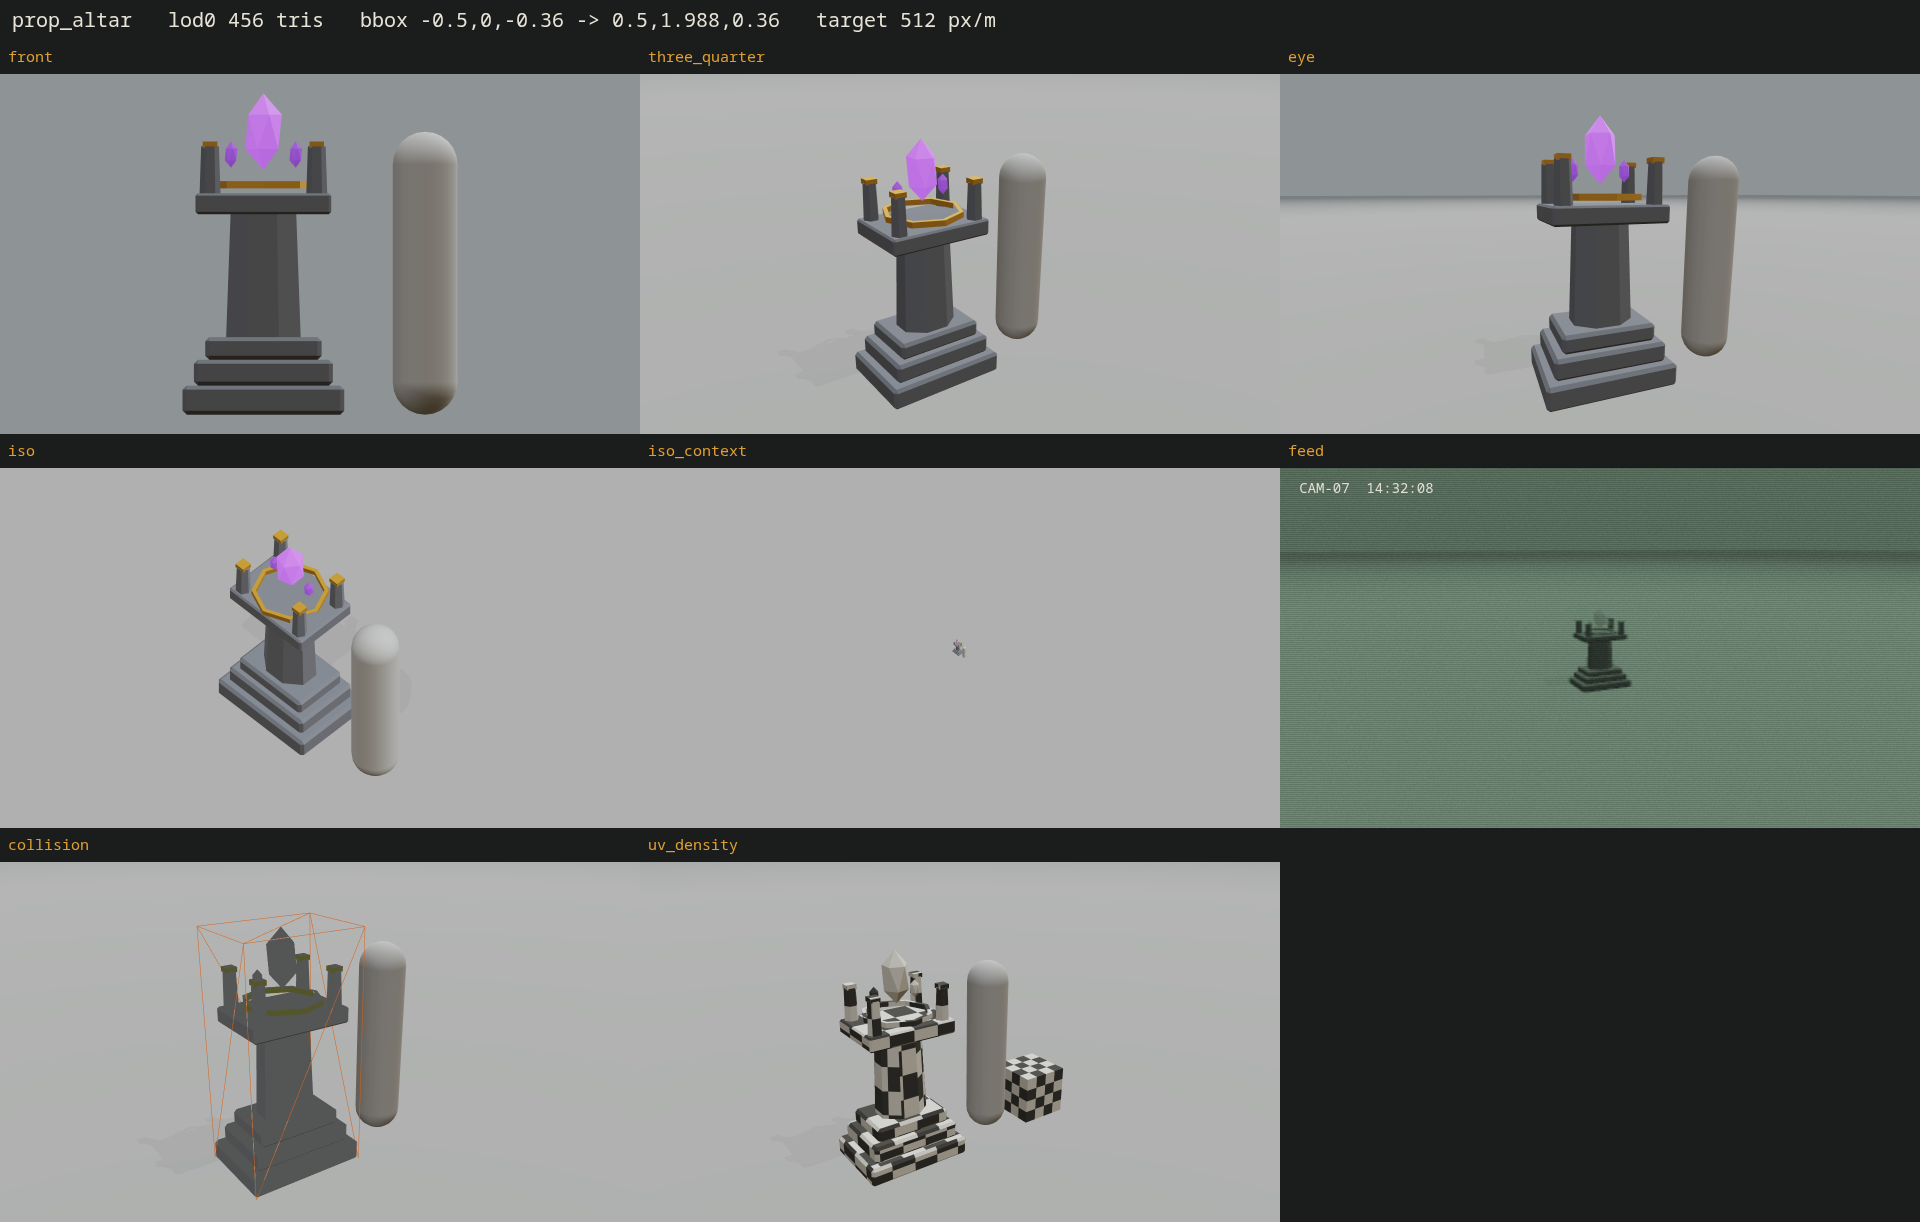 prop_altar   lod0 456 tris   bbox -0.5,0,-0.36 -> 0.5,1.988,0.36   target 512 px/m
front
three_quarter
eye
iso
iso_context
feed
CAM-07  14:32:08
collision
uv_density